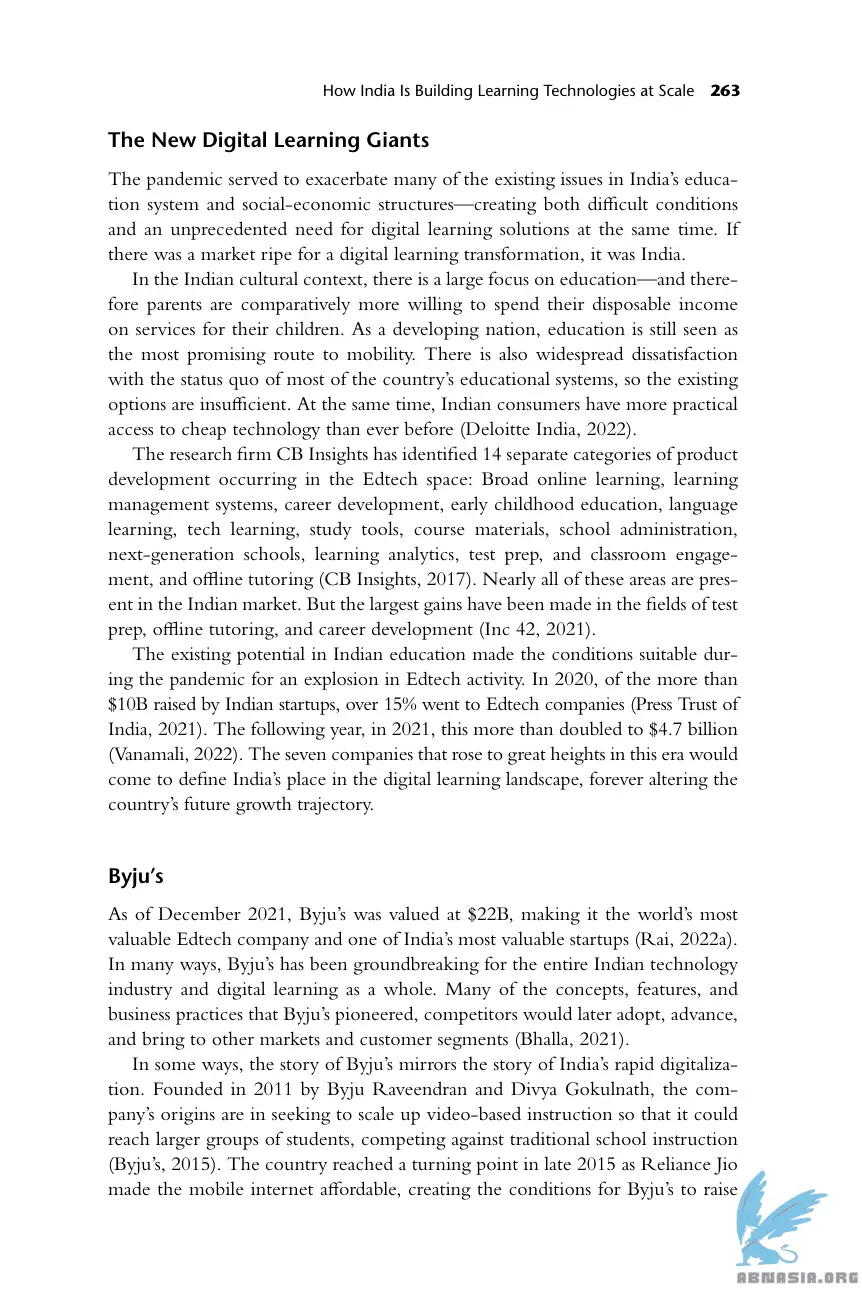 How India Is Building Learning Technologies at Scale 263
The New Digital Learning Giants
The pandemic served to exacerbate many of the existing issues in India's educa-
tion system and social-economic structures—creating both difficult conditions
and an unprecedented need for digital learning solutions at the same time. If
there was a market ripe for a digital learning transformation, it was India.
In the Indian cultural context, there is a large focus on education—and there-
fore parents are comparatively more willing to spend their disposable income
on services for their children. As a developing nation, education is still seen as
the most promising route to mobility. There is also widespread dissatisfaction
with the status quo of most of the country's educational systems, so the existing
options are insufficient. At the same time, Indian consumers have more practical
access to cheap technology than ever before (Deloitte India, 2022).
The research firm CB Insights has identified 14 separate categories of product
development occurring in the Edtech space: Broad online learning, learning
management systems, career development, early childhood education, language
learning, tech learning, study tools, course materials, school administration,
next-generation schools, learning analytics, test prep, and classroom engage-
ment, and offline tutoring (CB Insights, 2017). Nearly all of these areas are pres-
ent in the Indian market. But the largest gains have been made in the fields of test
prep, offline tutoring, and career development (Inc 42, 2021).
The existing potential in Indian education made the conditions suitable dur-
ing the pandemic for an explosion in Edtech activity. In 2020, of the more than
$10B raised by Indian startups, over 15% went to Edtech companies (Press Trust of
India, 2021). The following year, in 2021, this more than doubled to $4.7 billion
(Vanamali, 2022). The seven companies that rose to great heights in this era would
come to define India's place in the digital learning landscape, forever altering the
country's future growth trajectory.
Byju's
As of December 2021, Byju's was valued at $22B, making it the world's most
valuable Edtech company and one of India's most valuable startups (Rai, 2022a).
In many ways, Byju's has been groundbreaking for the entire Indian technology
industry and digital learning as a whole. Many of the concepts, features, and
business practices that Byju's pioneered, competitors would later adopt, advance,
and bring to other markets and customer segments (Bhalla, 2021).
In some ways, the story of Byju's mirrors the story of India's rapid digitaliza-
tion. Founded in 2011 by Byju Raveendran and Divya Gokulnath, the com-
pany's origins are in seeking to scale up video-based instruction so that it could
reach larger groups of students, competing against traditional school instruction
(Byju's, 2015). The country reached a turning point in late 2015 as Reliance Jio
made the mobile internet affordable, creating the conditions for Byju's to raise
ABNASIA.ORG